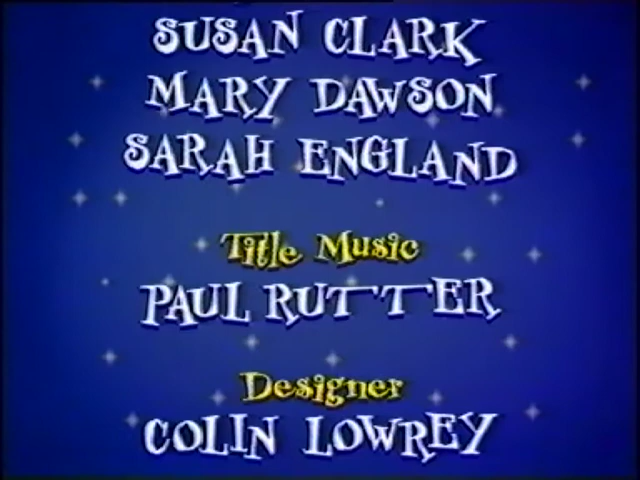 SUSAN CLARK
MARY DAWSON
SARAH ENGLAND
Title Music
PAUL RUTTER
Designer
COLIN LOWREY